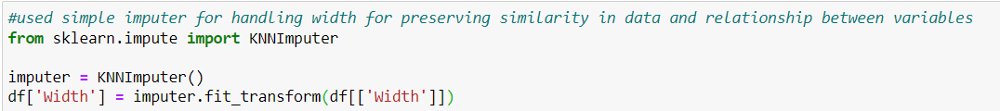 #used simple imputer for handling width for preserving similarity in data and relationship between variables
from sklearn.impute import KNNImputer
imputer = KNNImputer()
df['Width'] = imputer.fit_transform(df[['Width']])